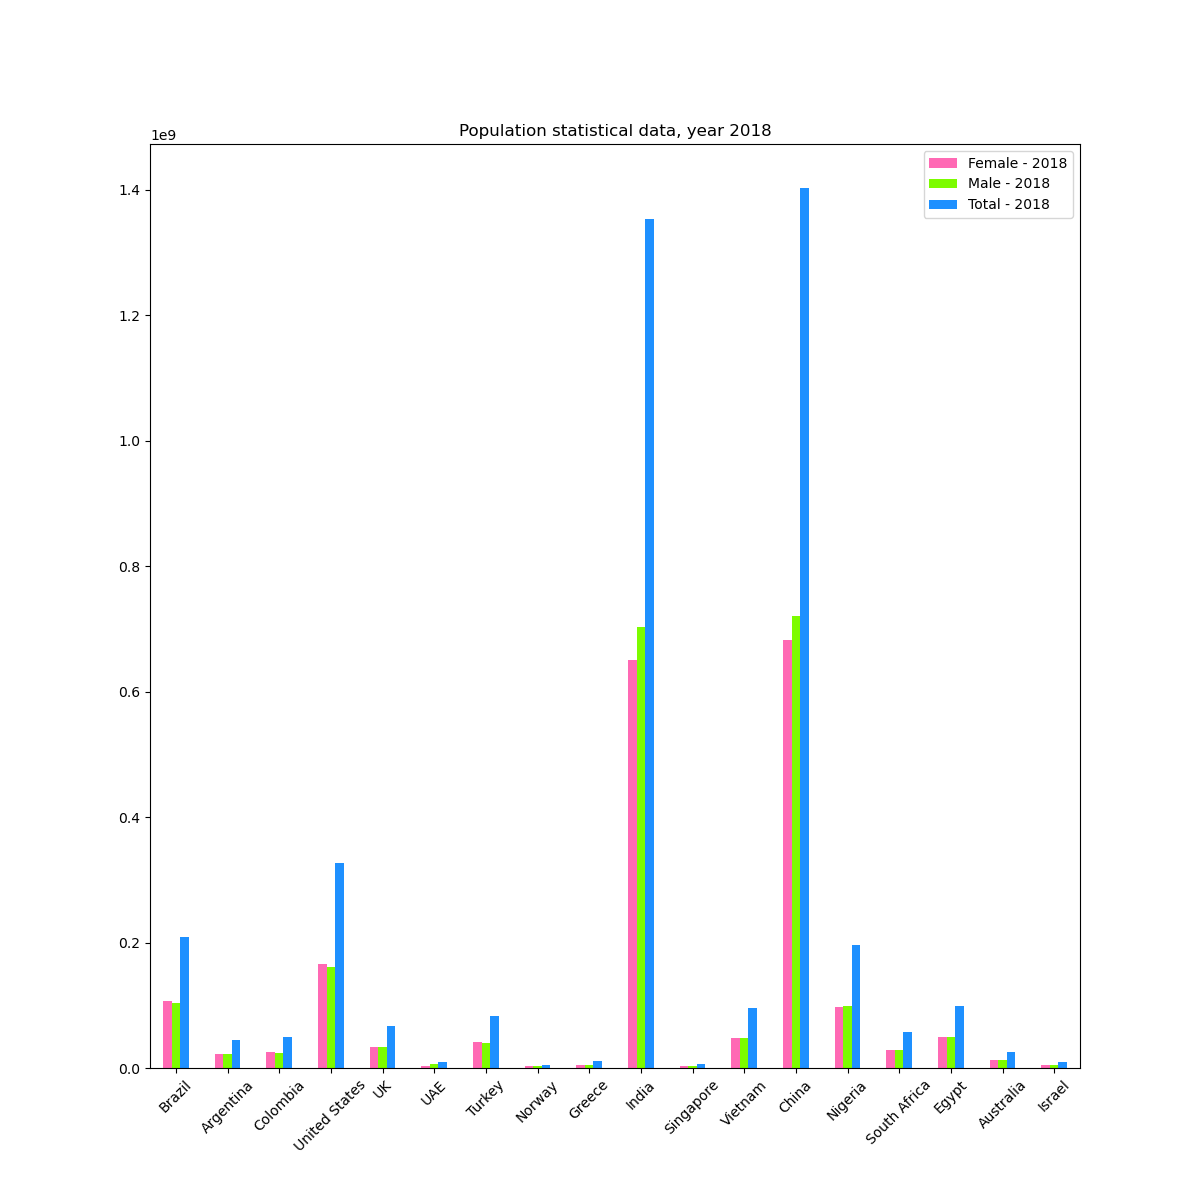 Population statistical data, year 2018
1e9
Female - 2018
Male - 2018
Total - 2018
1.4
1.2
1.0
0.8
0.6
0.4
0.2
0.0
Brazil
Argentina
Colombia
United States
UK
UAE
Turkey
Norway
Greece
India
Singapore
Vietnam
China
Nigeria
South Africa
Egypt
Australia
Israel